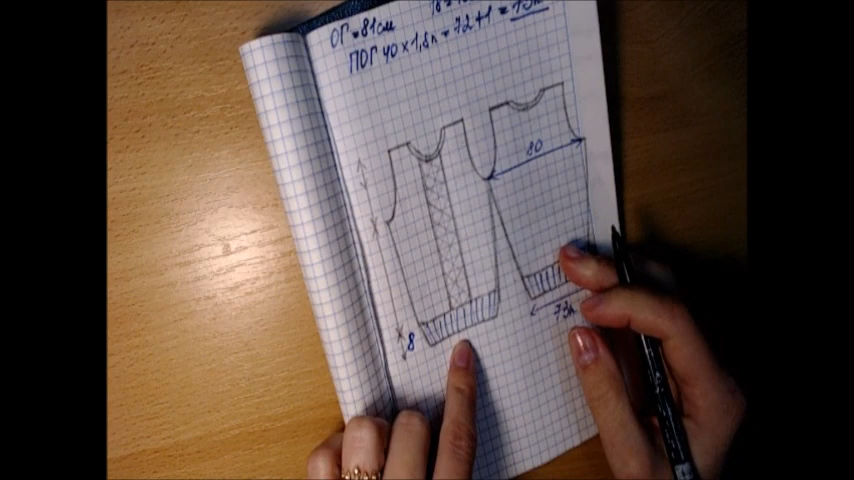 ОГ = 81см
ПОГ 40 × 1,8п = 72+1 = 73п
80
8
73п